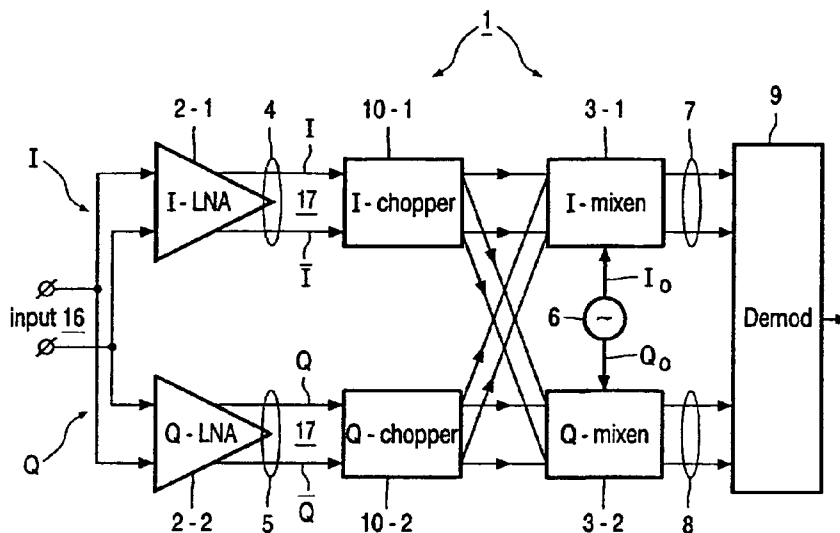 1
2 - 1
4
10 - 1
3 - 1
7
9
I
I
I - LNA
17
I - chopper
I - mixen
Ī
I₀
input 16
6
~
Demod
Q₀
Q
Q
Q - LNA
17
Q - chopper
Q - mixen
Q̅
2 - 2
5
10 - 2
3 - 2
8